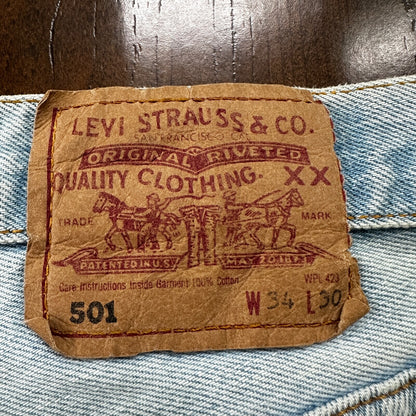 LEVI STRAUSS & CO.
SAN FRANCISCO CAL
ORIGINAL RIVETED
QUALITY CLOTHING. XX
TRADE MARK
PATENTED IN U.S. MAY 20 1873
WPL 423
Care Instructions Inside Garment 100% Cotton
501 W 34 L 30